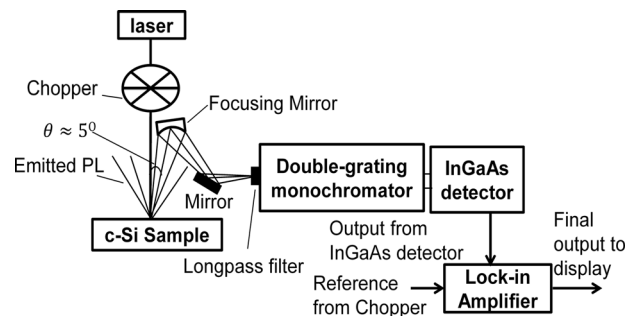 laser
Chopper
Focusing Mirror
θ ≈ 5⁰
Emitted PL
Mirror
c-Si Sample
Longpass filter
Double-grating
monochromator
InGaAs
detector
Output from
InGaAs detector
Final
output to
display
Reference
from Chopper
Lock-in
Amplifier